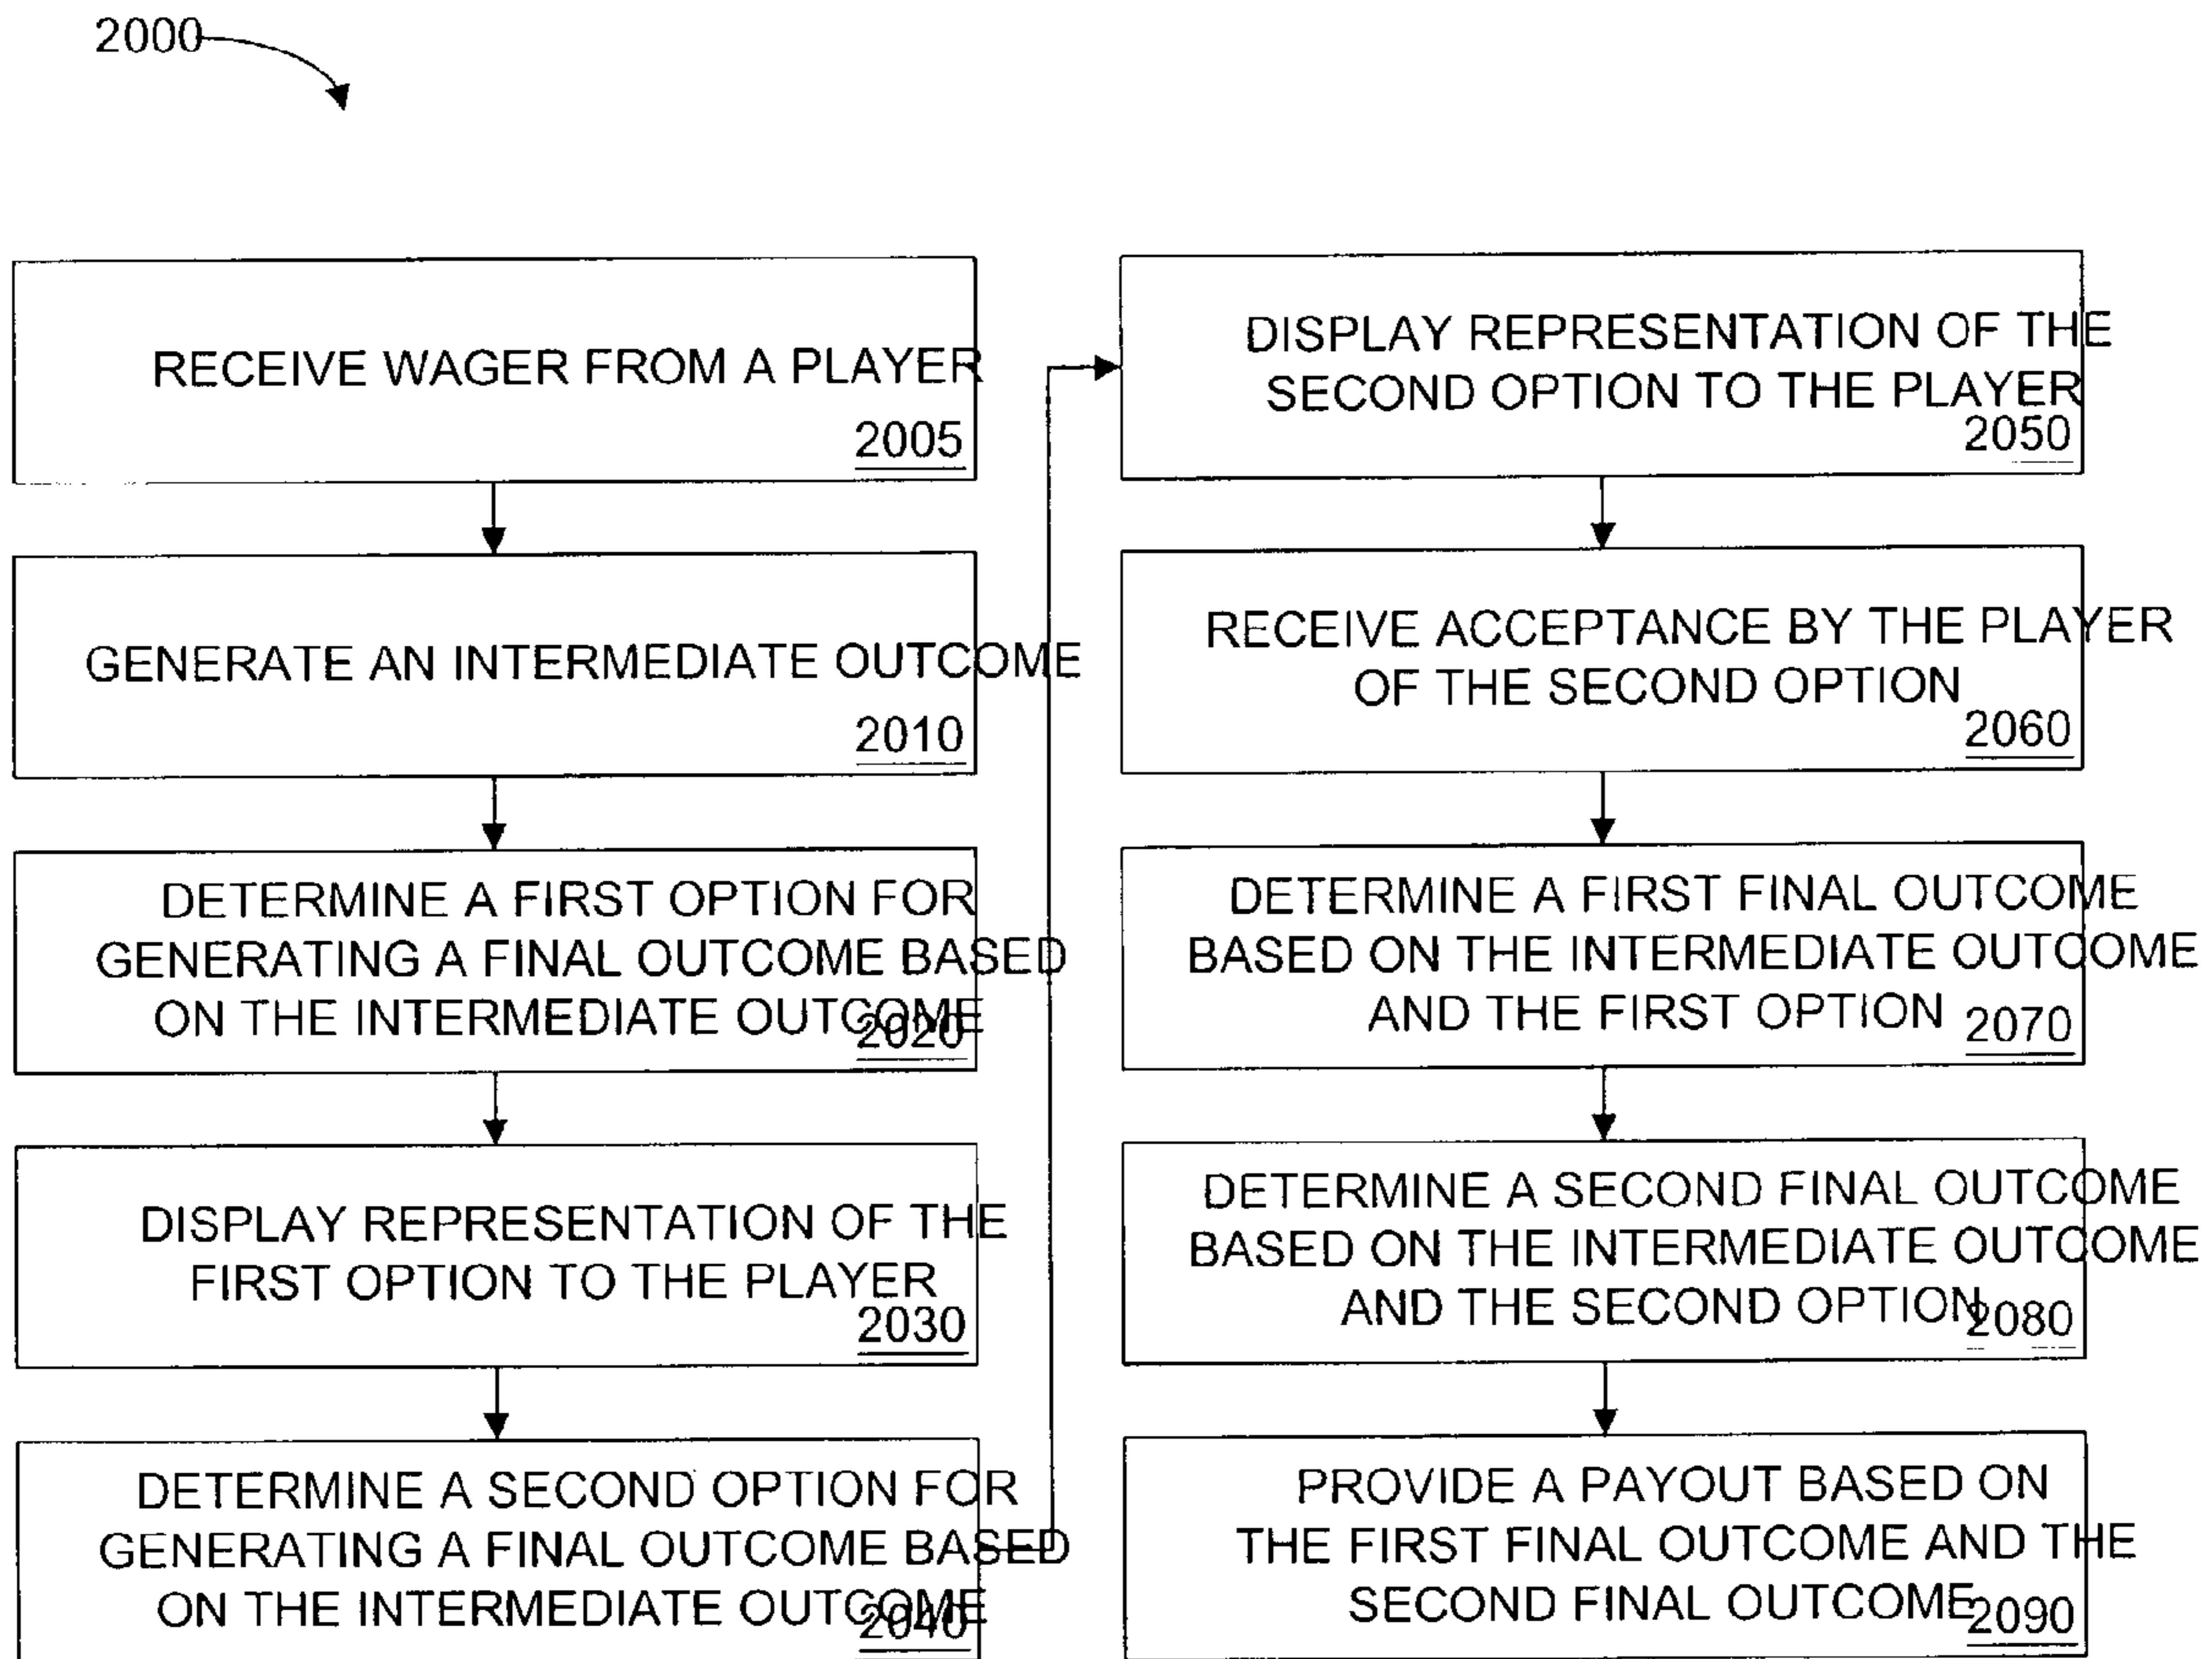 2000
RECEIVE WAGER FROM A PLAYER
2005
GENERATE AN INTERMEDIATE OUTCOME
2010
DETERMINE A FIRST OPTION FOR
GENERATING A FINAL OUTCOME BASED
ON THE INTERMEDIATE OUTCOME
2020
DISPLAY REPRESENTATION OF THE
FIRST OPTION TO THE PLAYER
2030
DETERMINE A SECOND OPTION FOR
GENERATING A FINAL OUTCOME BASED
ON THE INTERMEDIATE OUTCOME
2040
DISPLAY REPRESENTATION OF THE
SECOND OPTION TO THE PLAYER
2050
RECEIVE ACCEPTANCE BY THE PLAYER
OF THE SECOND OPTION
2060
DETERMINE A FIRST FINAL OUTCOME
BASED ON THE INTERMEDIATE OUTCOME
AND THE FIRST OPTION
2070
DETERMINE A SECOND FINAL OUTCOME
BASED ON THE INTERMEDIATE OUTCOME
AND THE SECOND OPTION
2080
PROVIDE A PAYOUT BASED ON
THE FIRST FINAL OUTCOME AND THE
SECOND FINAL OUTCOME
2090